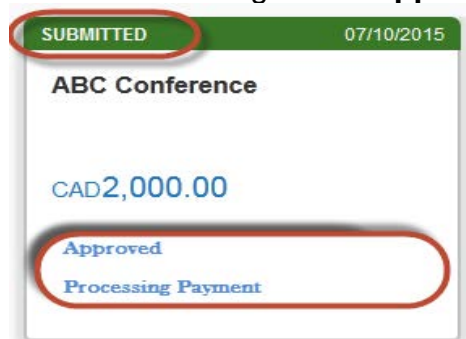 SUBMITTED 07/10/2015
ABC Conference
CAD2,000.00
Approved
Processing Payment